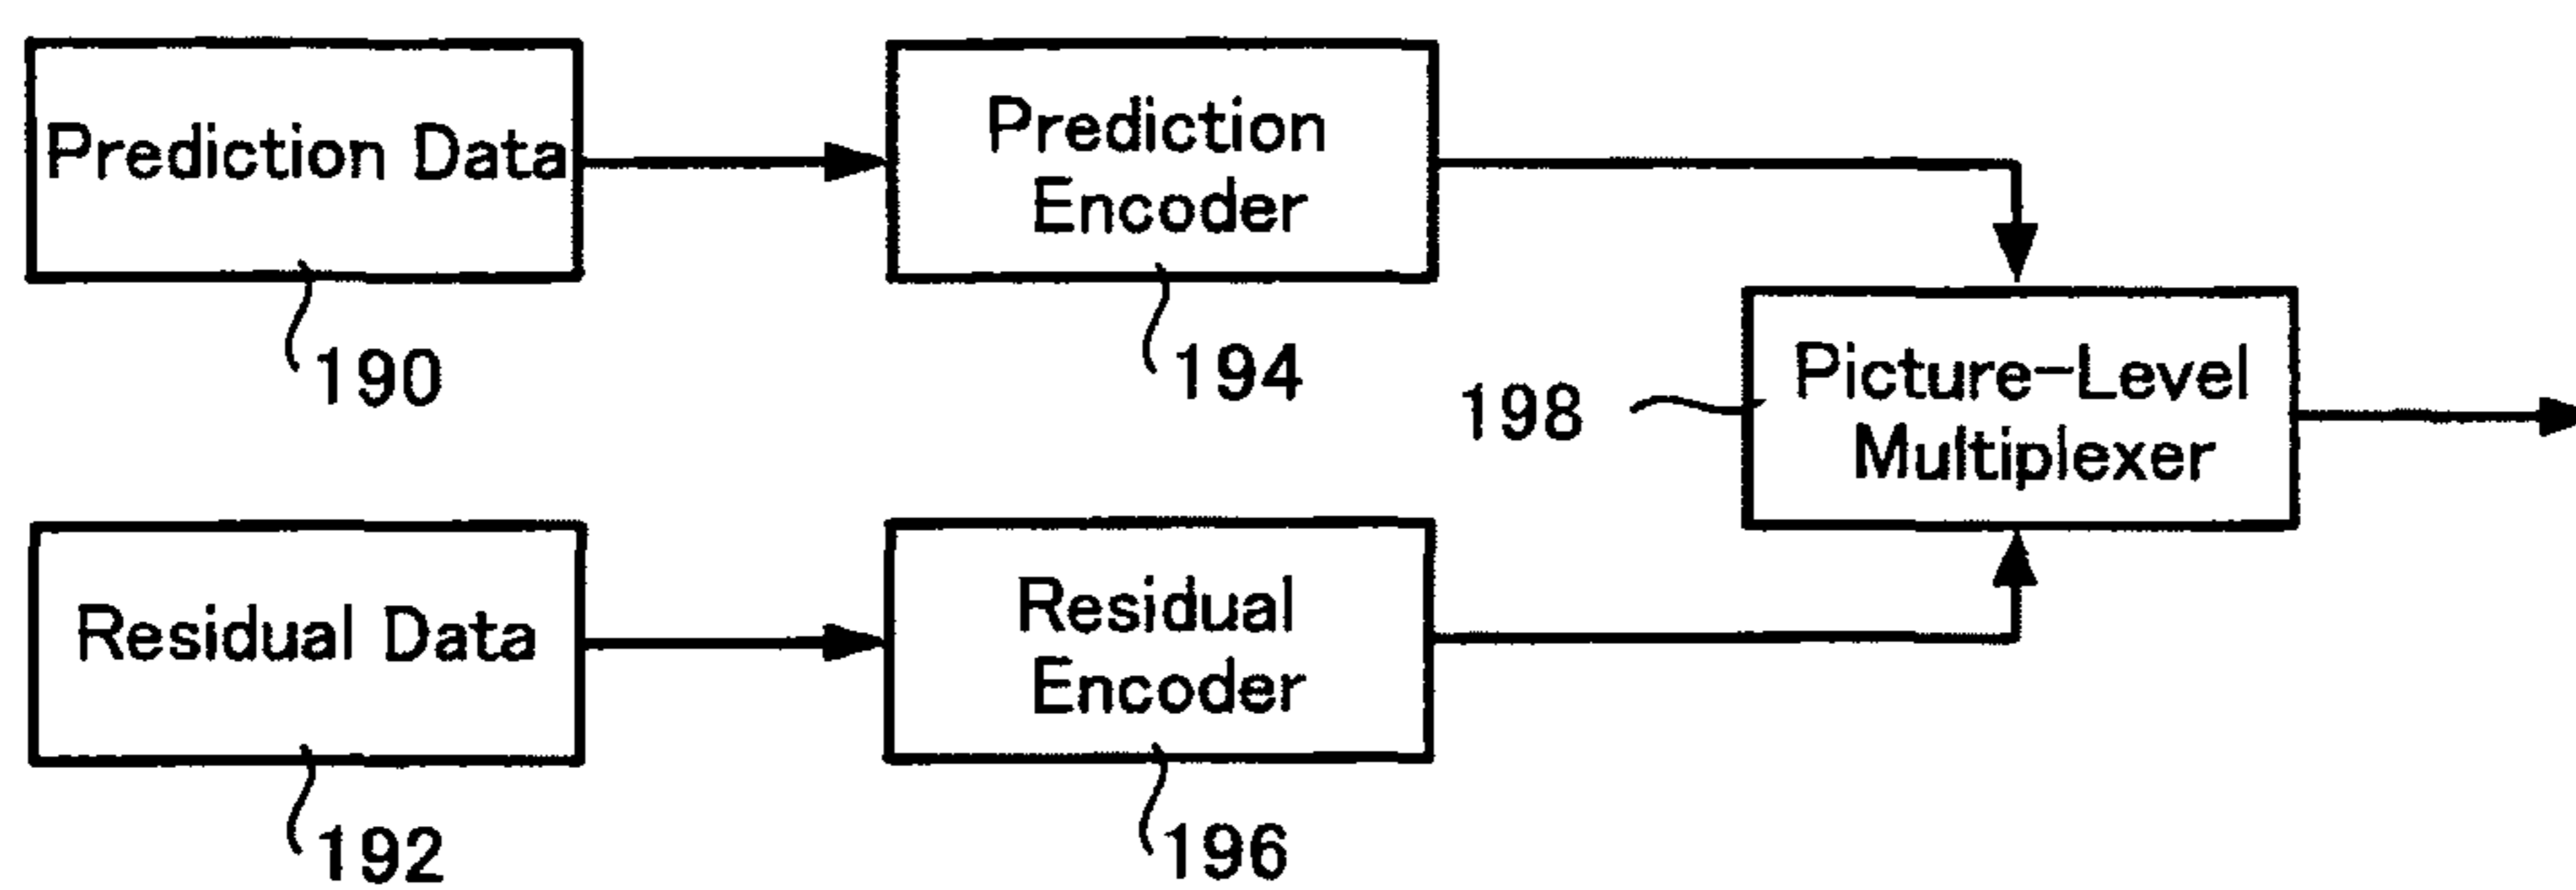 Prediction Data
190
Prediction
Encoder
194
Residual Data
192
Residual
Encoder
196
198
Picture-Level
Multiplexer